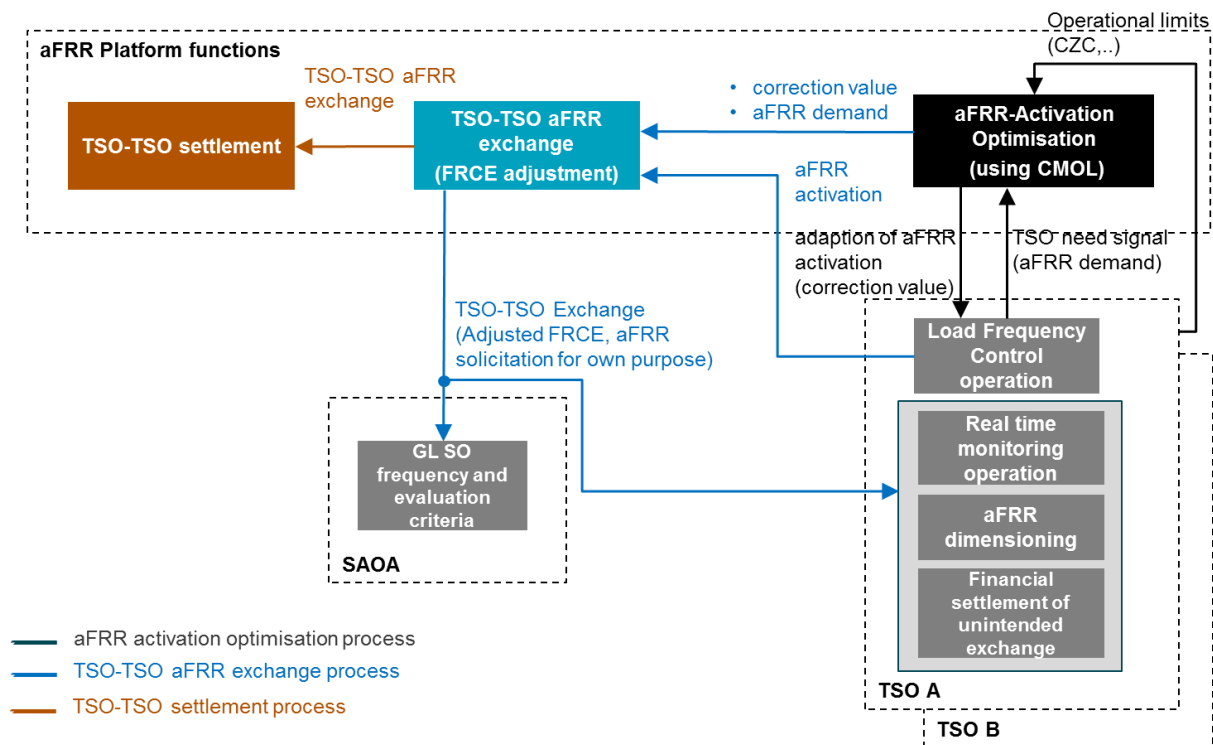 Operational limits
(CZC,..)
aFRR Platform functions
TSO-TSO aFRR
exchange
• correction value
• aFRR demand
TSO-TSO settlement
TSO-TSO aFRR
exchange
(FRCE adjustment)
aFRR-Activation
Optimisation
(using CMOL)
aFRR
activation
adaption of aFRR
activation
(correction value)
TSO need signal
(aFRR demand)
TSO-TSO Exchange
(Adjusted FRCE, aFRR
solicitation for own purpose)
Load Frequency
Control
operation
GL SO
frequency and
evaluation
criteria
SAOA
Real time
monitoring
operation
aFRR
dimensioning
Financial
settlement of
unintended
exchange
TSO A
TSO B
aFRR activation optimisation process
TSO-TSO aFRR exchange process
TSO-TSO settlement process